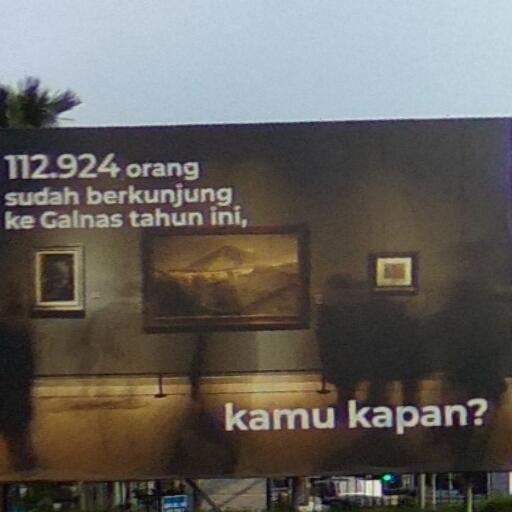 112.924 orang
sudah berkunjung
ke Galnas tahun ini,
kamu kapan?